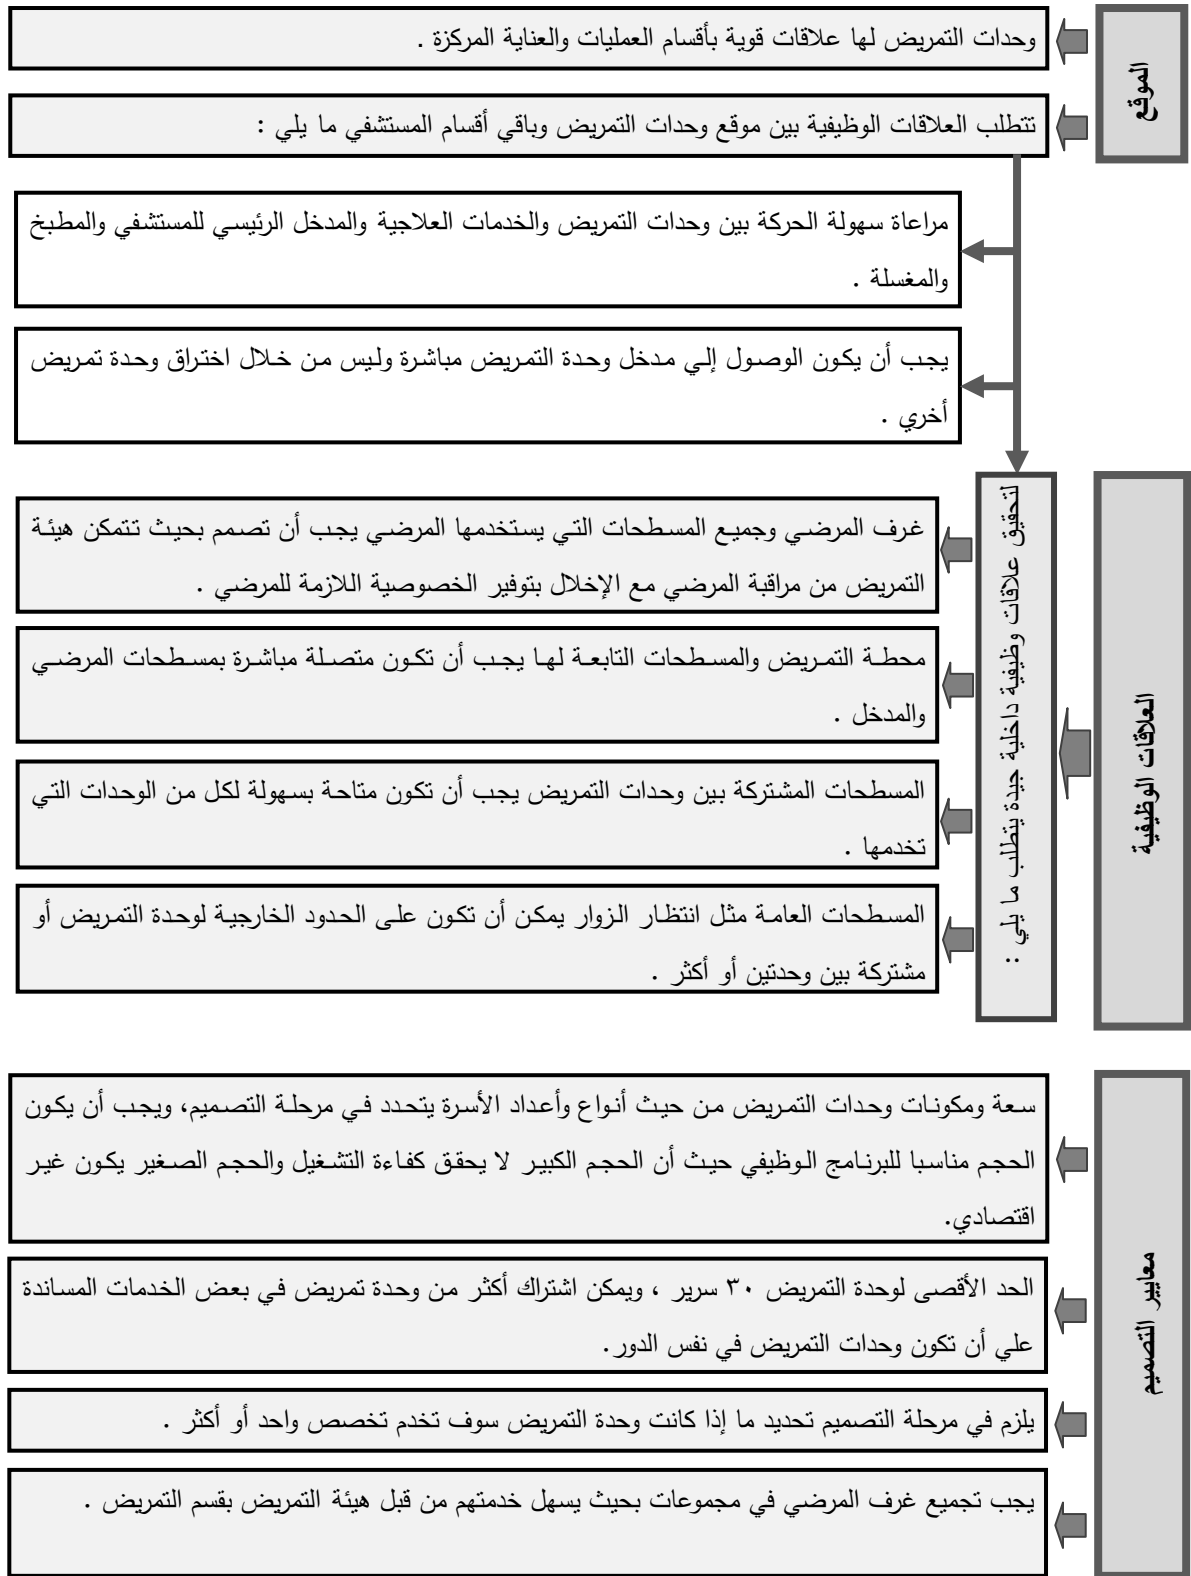 الموقع
وحدات التمريض لها علاقات قوية بأقسام العمليات والعناية المركزة .
تتطلب العلاقات الوظيفية بين موقع وحدات التمريض وباقي أقسام المستشفي ما يلي :
مراعاة سهولة الحركة بين وحدات التمريض والخدمات العلاجية والمدخل الرئيسي للمستشفي والمطبخ
والمغسلة .
يجب أن يكون الوصول إلي مدخل وحدة التمريض مباشرة وليس من خلال اختراق وحدة تمريض
أخري .
العلاقات الوظيفية
لتحقيق علاقات وظيفية داخلية جيدة يتطلب ما يلي :
غرف المرضي وجميع المسطحات التي يستخدمها المرضي يجب أن تصمم بحيث تتمكن هيئة
التمريض من مراقبة المرضي مع الإخلال بتوفير الخصوصية اللازمة للمرضي .
محطة التمريض والمسطحات التابعة لها يجب أن تكون متصلة مباشرة بمسطحات المرضي
والمدخل .
المسطحات المشتركة بين وحدات التمريض يجب أن تكون متاحة بسهولة لكل من الوحدات التي
تخدمها .
المسطحات العامة مثل انتظار الزوار يمكن أن تكون على الحدود الخارجية لوحدة التمريض أو
مشتركة بين وحدتين أو أكثر .
معايير التصميم
سعة ومكونات وحدات التمريض من حيث أنواع وأعداد الأسرة يتحدد في مرحلة التصميم، ويجب أن يكون
الحجم مناسبا للبرنامج الوظيفي حيث أن الحجم الكبير لا يحقق كفاءة التشغيل والحجم الصغير يكون غير
اقتصادي.
الحد الأقصى لوحدة التمريض ٣٠ سرير ، ويمكن اشتراك أكثر من وحدة تمريض في بعض الخدمات المساندة
علي أن تكون وحدات التمريض في نفس الدور.
يلزم في مرحلة التصميم تحديد ما إذا كانت وحدة التمريض سوف تخدم تخصص واحد أو أكثر .
يجب تجميع غرف المرضي في مجموعات بحيث يسهل خدمتهم من قبل هيئة التمريض بقسم التمريض .